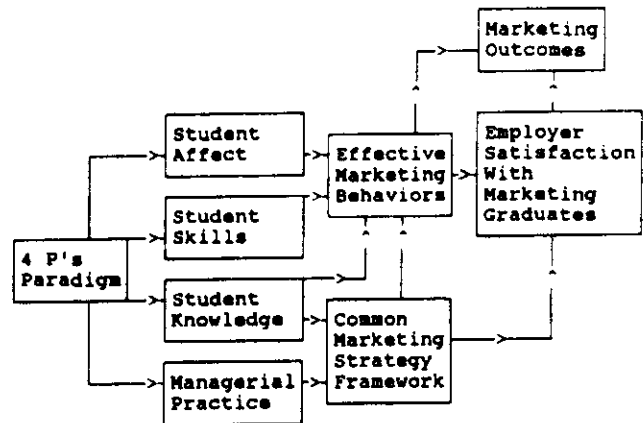 Marketing
Outcomes
Student
Affect
Effective
Marketing
Behaviors
Employer
Satisfaction
With
Marketing
Graduates
Student
Skills
4 P's
Paradigm
Student
Knowledge
Common
Marketing
Strategy
Framework
Managerial
Practice